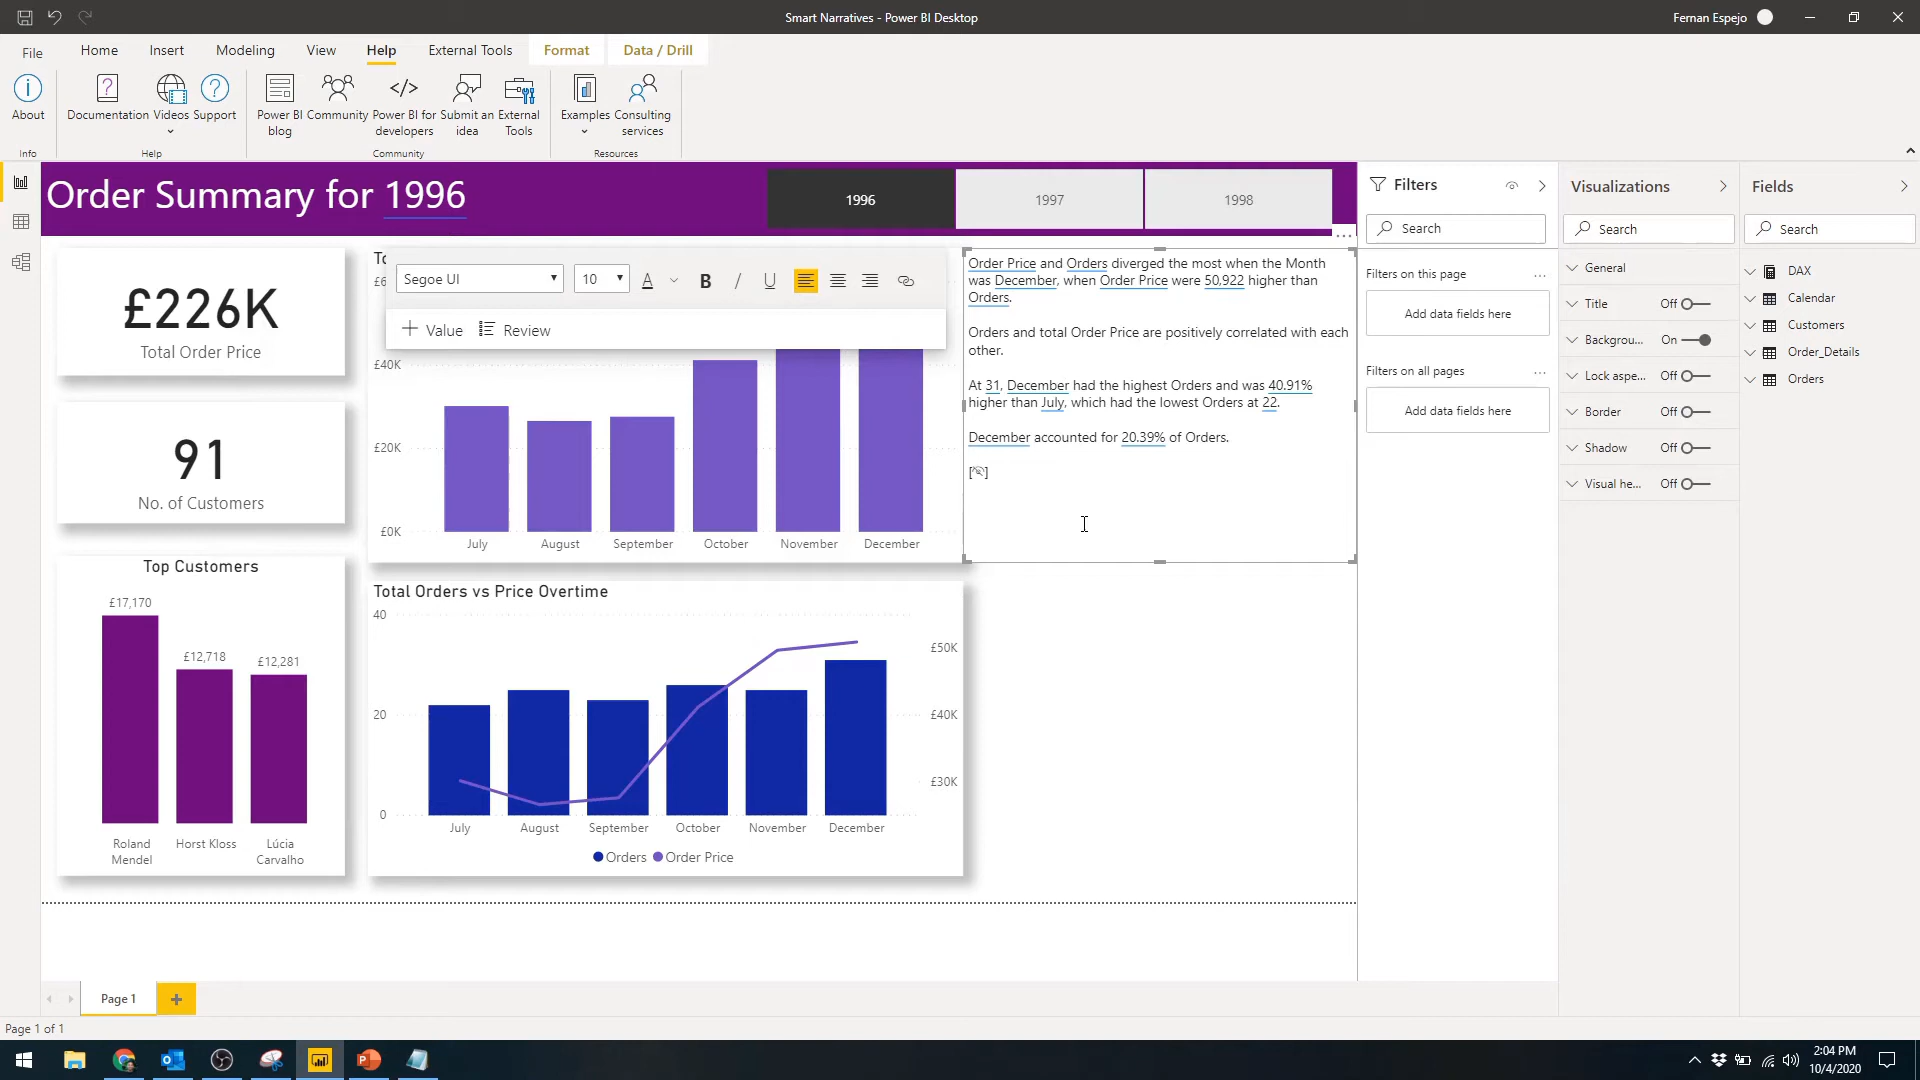 Smart Narratives - Power BI Desktop
Fernan Espejo
File
Home
Insert
Modeling
View
Help
External Tools
Format
Data / Drill
About
Documentation
Videos
Support
Power BI
blog
Community
Power BI for
developers
Submit an
idea
External
Tools
Examples
Consulting
services
Info
Help
Community
Resources
Order Summary for 1996
1996
1997
1998
£226K
Total Order Price
91
No. of Customers
Top Customers
£17,170
£12,718
£12,281
Roland
Mendel
Horst Kloss
Lúcia
Carvalho
Segoe UI
10
A
B
I
U
+ Value
Review
£40K
£20K
£0K
July
August
September
October
November
December
Total Orders vs Price Overtime
40
20
0
£50K
£40K
£30K
July
August
September
October
November
December
Orders
Order Price
Order Price and Orders diverged the most when the Month
was December, when Order Price were 50,922 higher than
Orders.
Orders and total Order Price are positively correlated with each
other.
At 31, December had the highest Orders and was 40.91%
higher than July, which had the lowest Orders at 22.
December accounted for 20.39% of Orders.
Filters
Search
Filters on this page
...
Add data fields here
Filters on all pages
...
Add data fields here
Visualizations
Search
General
Title
Off
Backgrou...
On
Lock aspe...
Off
Border
Off
Shadow
Off
Visual he...
Off
Fields
Search
DAX
Calendar
Customers
Order_Details
Orders
Page 1
+
Page 1 of 1
2:04 PM
10/4/2020